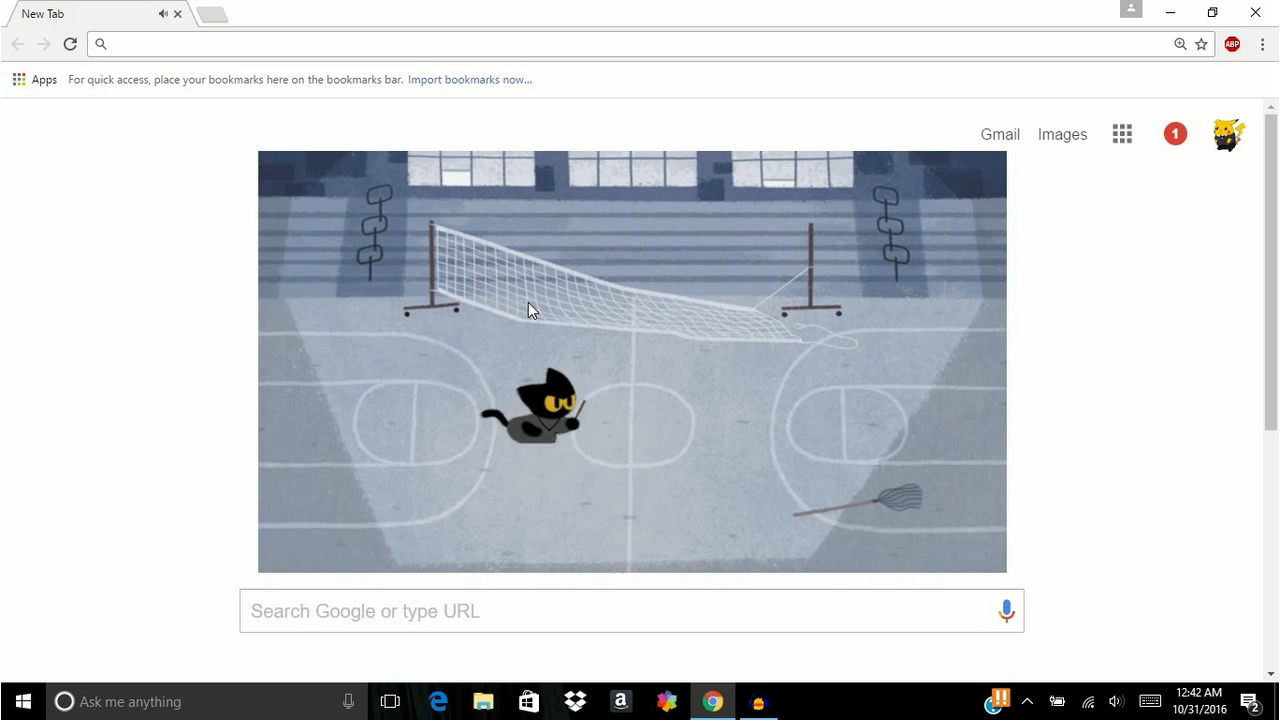 New Tab
ABP
Apps For quick access, place your bookmarks here on the bookmarks bar. Import bookmarks now...
Gmail Images 1
Search Google or type URL
Ask me anything
a
12:42 AM
10/31/2016
2